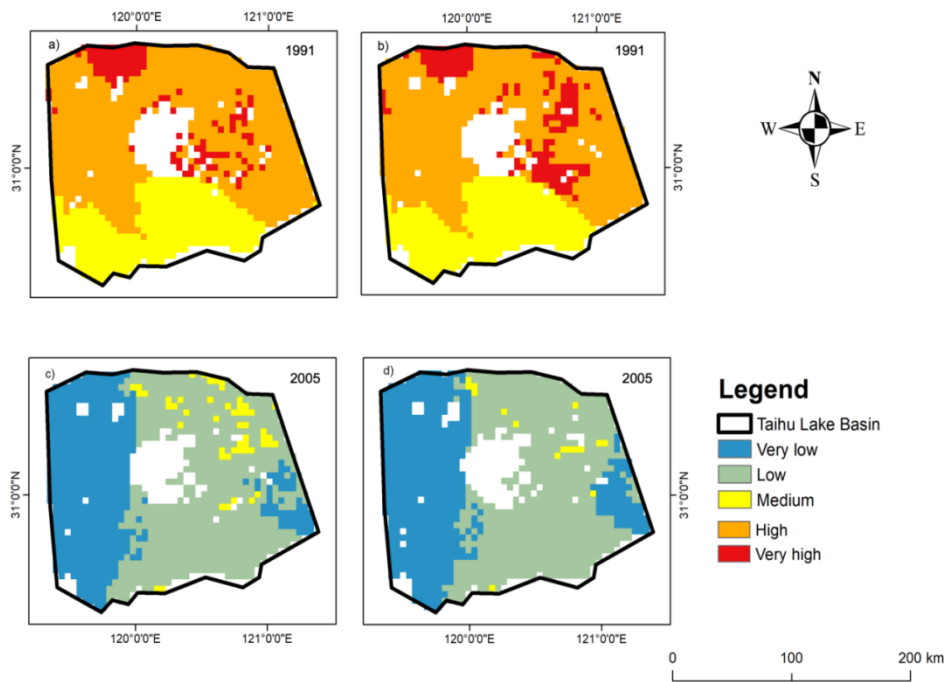 120°0'0"E 121°0'0"E
120°0'0"E 121°0'0"E
a) 1991
b) 1991
31°0'0"N
31°0'0"N
N
W E
S
c) 2005
d) 2005
31°0'0"N
31°0'0"N
120°0'0"E 121°0'0"E
120°0'0"E 121°0'0"E
Legend
Taihu Lake Basin
Very low
Low
Medium
High
Very high
0 100 200 km